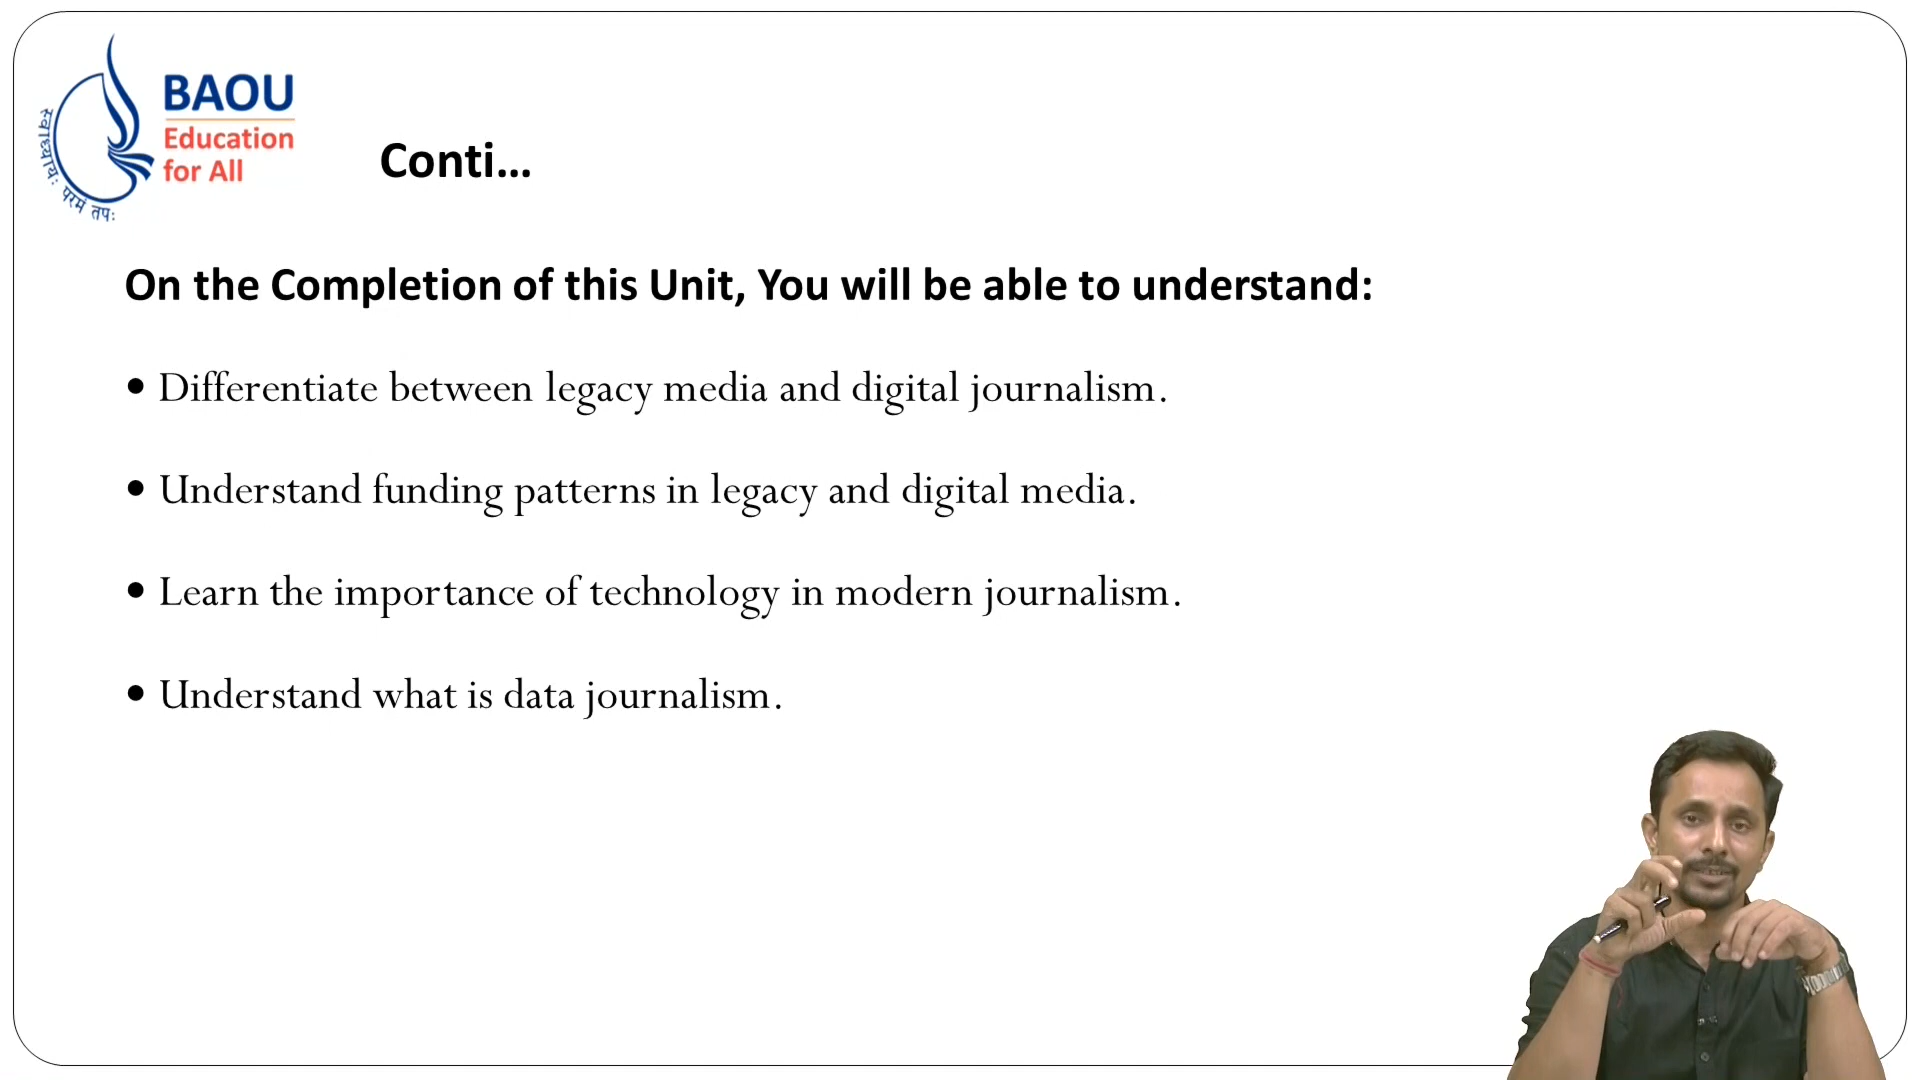 BAOU
Education
for All
स्वाध्यायः परमं तपः
Conti...
On the Completion of this Unit, You will be able to understand:
• Differentiate between legacy media and digital journalism.
• Understand funding patterns in legacy and digital media.
• Learn the importance of technology in modern journalism.
• Understand what is data journalism.